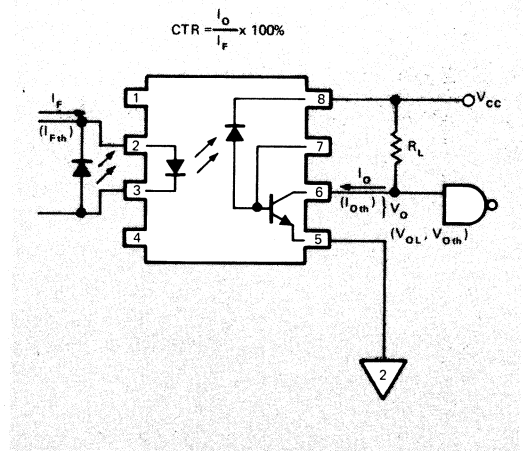 CTR = I_O / I_F x 100%
I_F
(I_Fth)
1
2
3
4
8
7
6
5
V_CC
R_L
I_O
(I_Oth)
V_O
(V_OL, V_Oth)
2